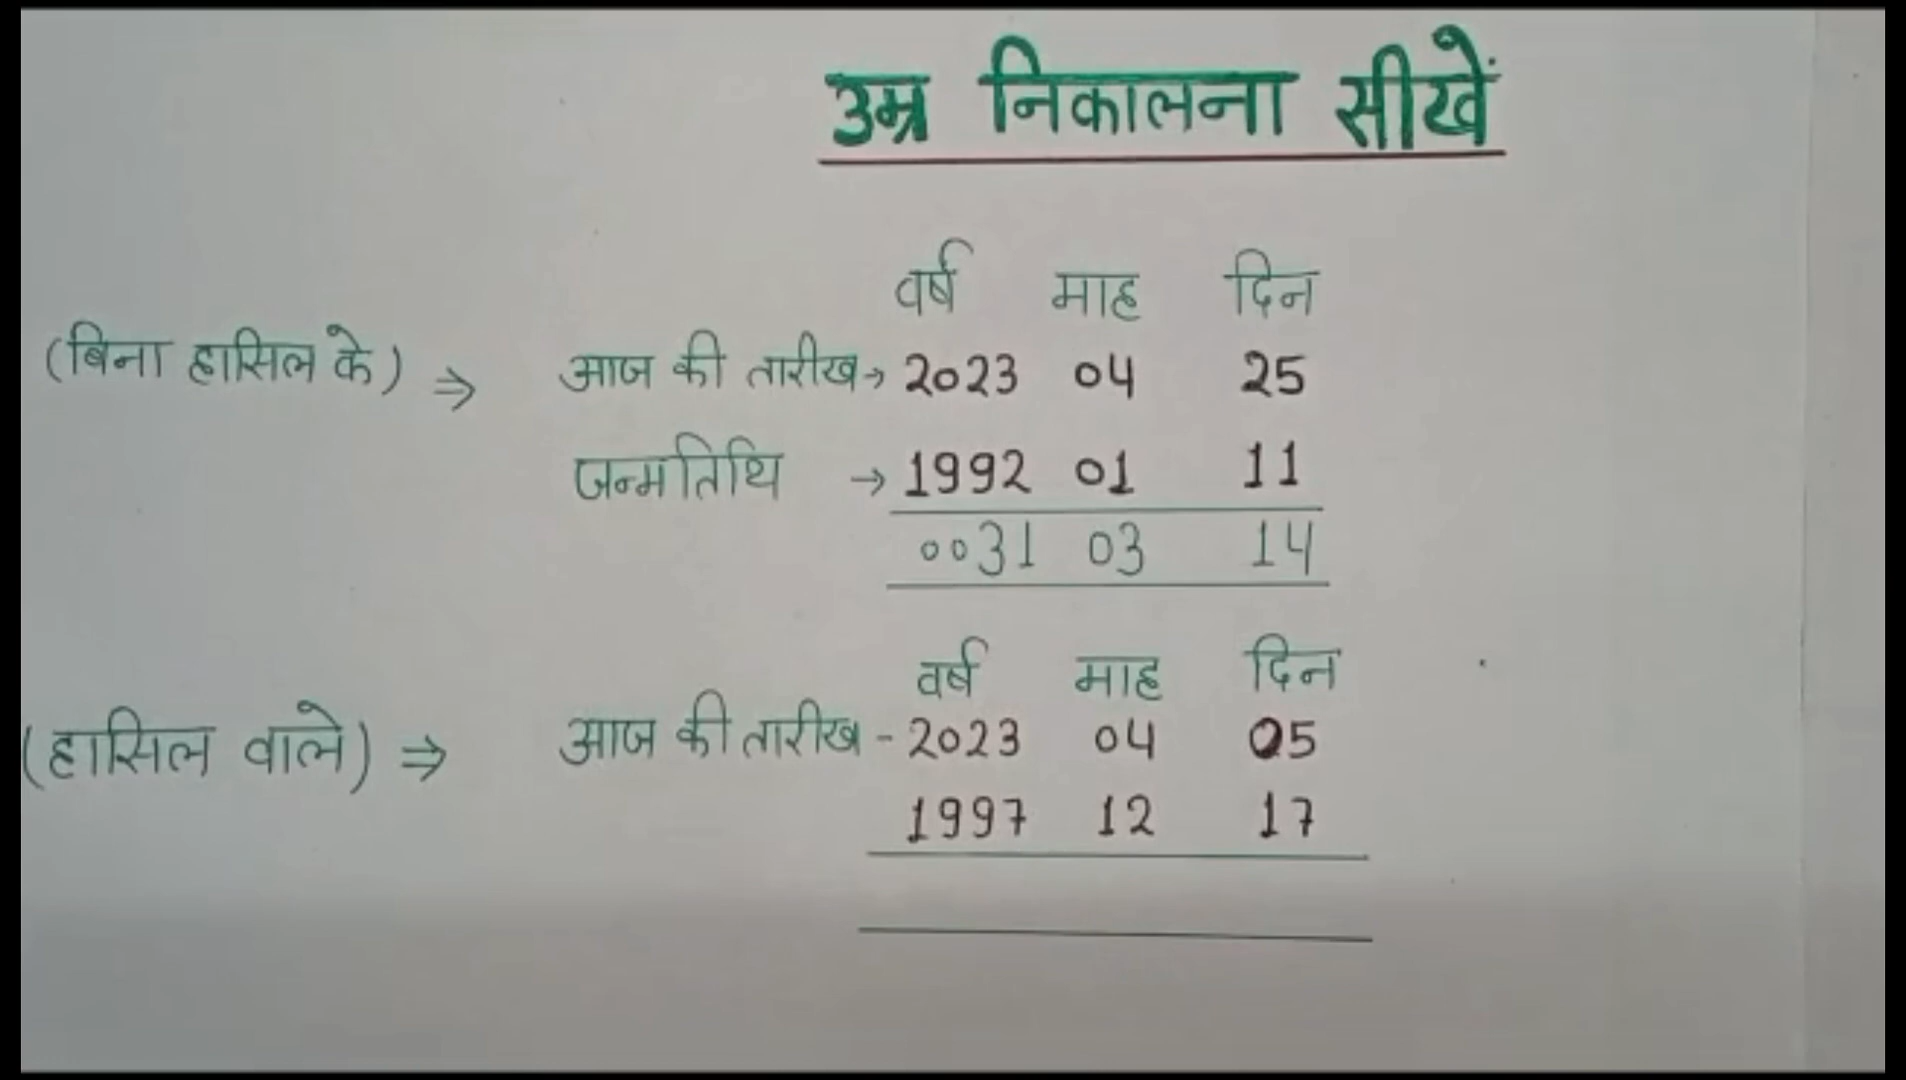 उम्र निकालना सीखें
वर्ष माह दिन
(बिना हासिल के) ⇒ आज की तारीख→ 2023 04 25
जन्मतिथि → 1992 01 11
0031 03 14
वर्ष माह दिन
(हासिल वाले) ⇒ आज की तारीख - 2023 04 05
1997 12 17